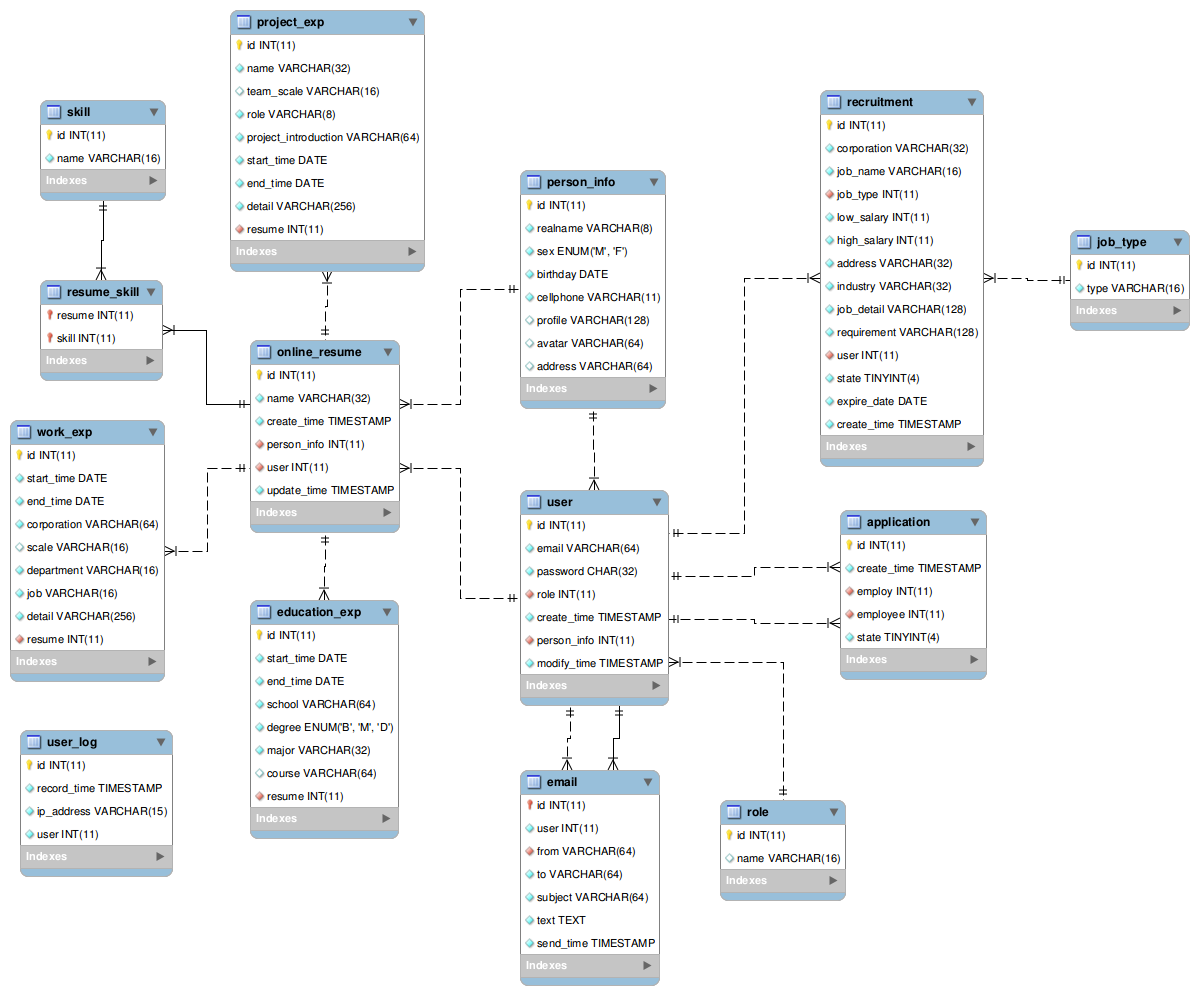 project_exp
id INT(11)
name VARCHAR(32)
team_scale VARCHAR(16)
role VARCHAR(8)
project_introduction VARCHAR(64)
start_time DATE
end_time DATE
detail VARCHAR(256)
resume INT(11)
Indexes
skill
id INT(11)
name VARCHAR(16)
Indexes
resume_skill
resume INT(11)
skill INT(11)
Indexes
work_exp
id INT(11)
start_time DATE
end_time DATE
corporation VARCHAR(64)
scale VARCHAR(16)
department VARCHAR(16)
job VARCHAR(16)
detail VARCHAR(256)
resume INT(11)
Indexes
user_log
id INT(11)
record_time TIMESTAMP
ip_address VARCHAR(15)
user INT(11)
Indexes
online_resume
id INT(11)
name VARCHAR(32)
create_time TIMESTAMP
person_info INT(11)
user INT(11)
update_time TIMESTAMP
Indexes
education_exp
id INT(11)
start_time DATE
end_time DATE
school VARCHAR(64)
degree ENUM('B', 'M', 'D')
major VARCHAR(32)
course VARCHAR(64)
resume INT(11)
Indexes
person_info
id INT(11)
realname VARCHAR(8)
sex ENUM('M', 'F')
birthday DATE
cellphone VARCHAR(11)
profile VARCHAR(128)
avatar VARCHAR(64)
address VARCHAR(64)
Indexes
user
id INT(11)
email VARCHAR(64)
password CHAR(32)
role INT(11)
create_time TIMESTAMP
person_info INT(11)
modify_time TIMESTAMP
Indexes
email
id INT(11)
user INT(11)
from VARCHAR(64)
to VARCHAR(64)
subject VARCHAR(64)
text TEXT
send_time TIMESTAMP
Indexes
recruitment
id INT(11)
corporation VARCHAR(32)
job_name VARCHAR(16)
job_type INT(11)
low_salary INT(11)
high_salary INT(11)
address VARCHAR(32)
industry VARCHAR(32)
job_detail VARCHAR(128)
requirement VARCHAR(128)
user INT(11)
state TINYINT(4)
expire_date DATE
create_time TIMESTAMP
Indexes
job_type
id INT(11)
type VARCHAR(16)
Indexes
application
id INT(11)
create_time TIMESTAMP
employ INT(11)
employee INT(11)
state TINYINT(4)
Indexes
role
id INT(11)
name VARCHAR(16)
Indexes